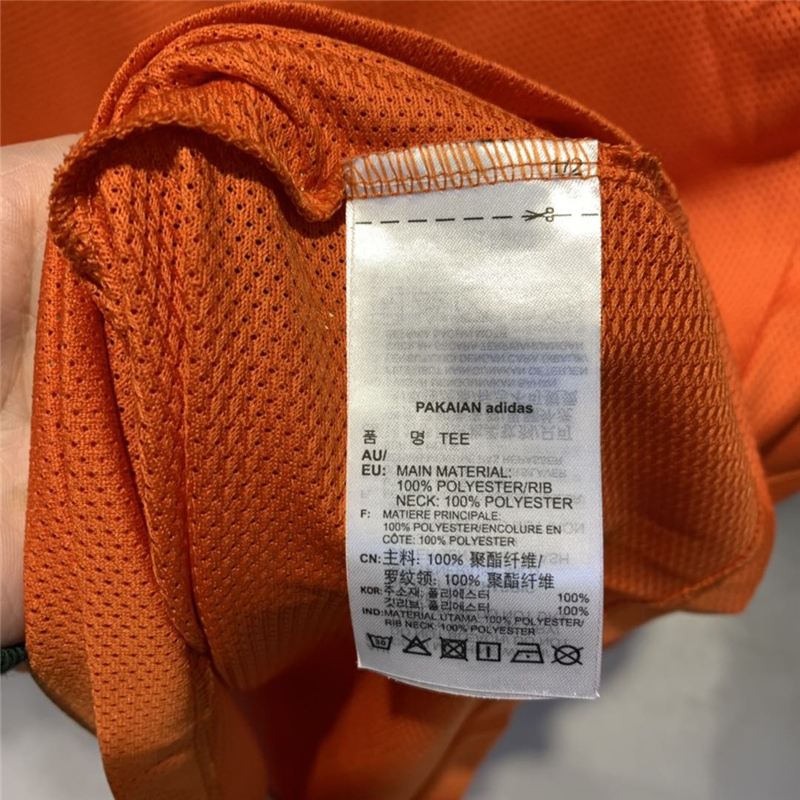 1/2
PAKAIAN adidas
품 명 TEE
AU/
EU: MAIN MATERIAL:
100% POLYESTER/RIB
NECK: 100% POLYESTER
F: MATIERE PRINCIPALE:
100% POLYESTER/ENCOLURE EN
CÔTE: 100% POLYESTER
CN: 主料: 100% 聚酯纤维/
罗纹领: 100% 聚酯纤维
KOR: 주소재: 폴리에스터 100%
깃리브: 폴리에스터 100%
IND: MATERIAL UTAMA: 100% POLYESTER/
RIB NECK: 100% POLYESTER
30